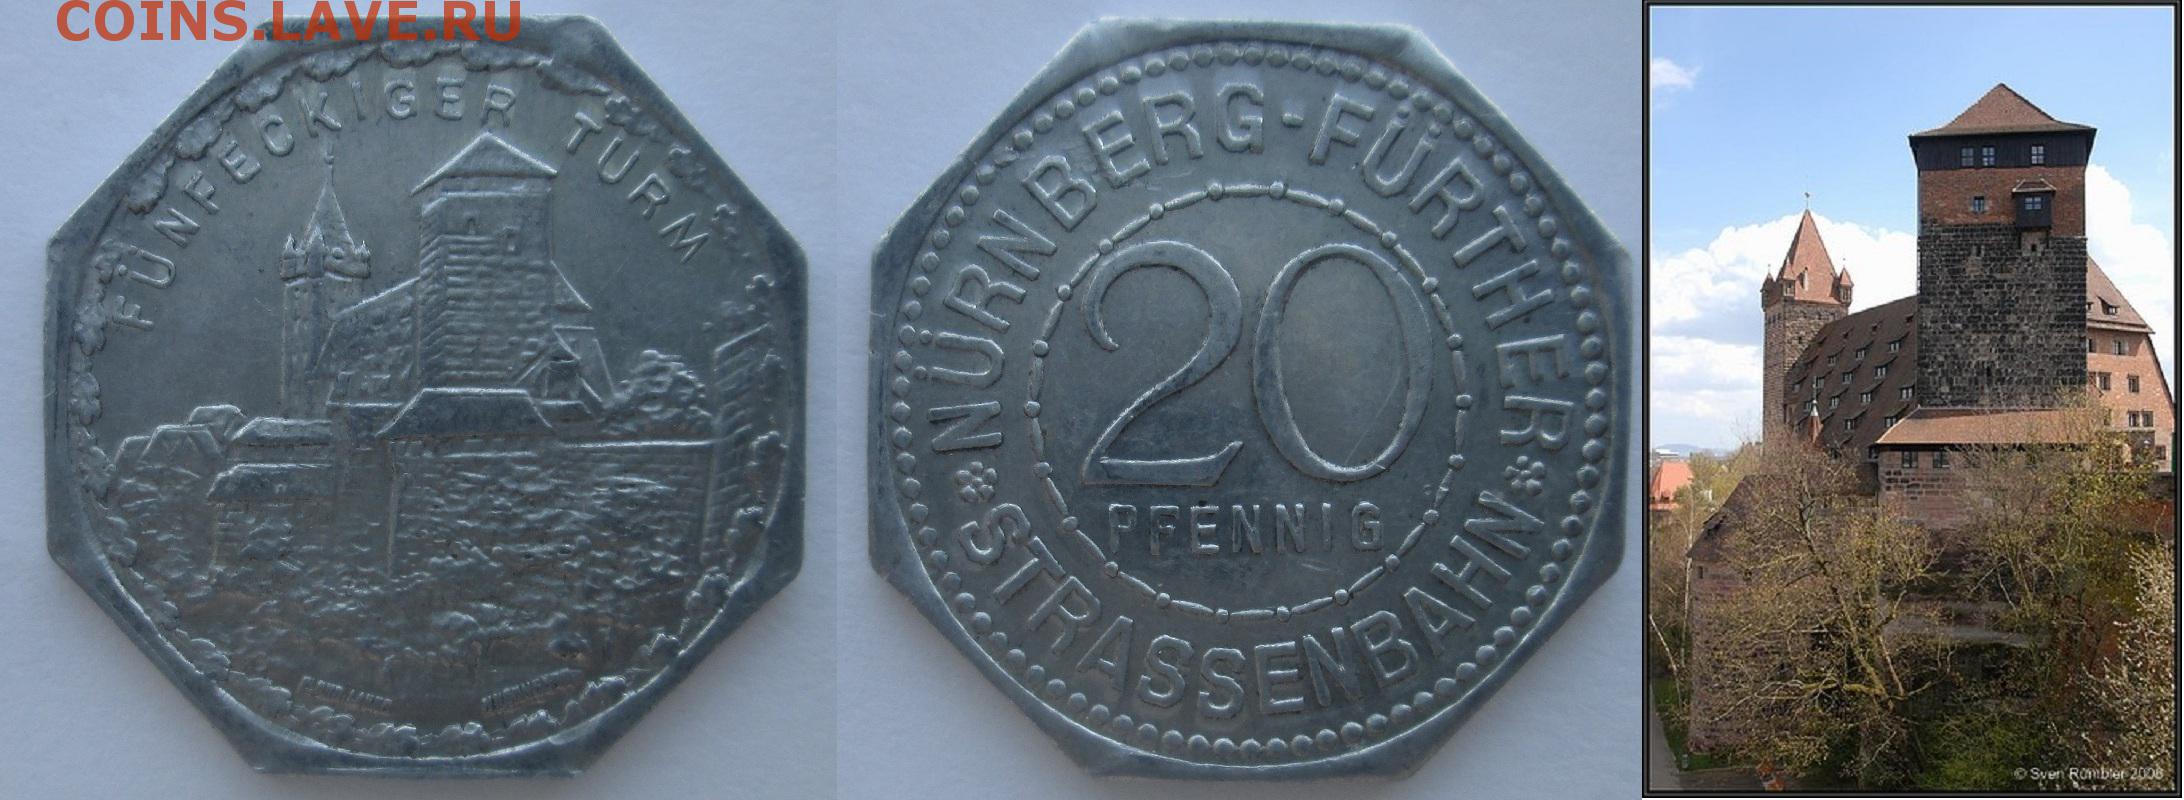 COINS.LAVE.RU
FÜNFECKIGER TURM
NÜRNBERG-FÜRTHER
20
PFENNIG
STRASSENBAHN
© Sven Rümbler 2008